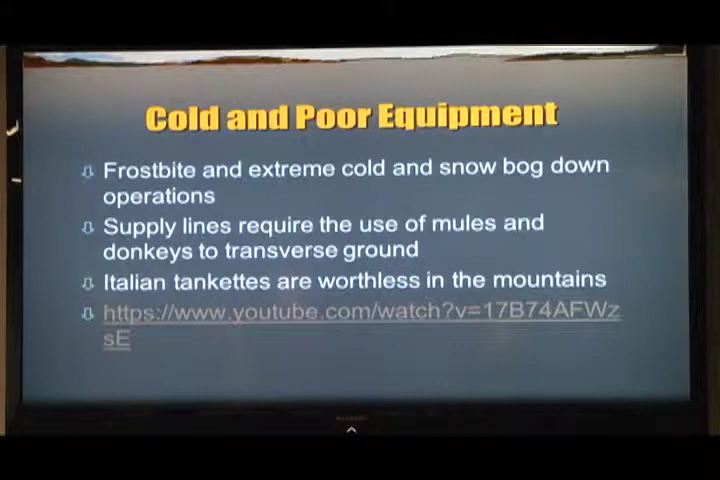 Cold and Poor Equipment
Frostbite and extreme cold and snow bog down
operations
Supply lines require the use of mules and
donkeys to transverse ground
Italian tankettes are worthless in the mountains
https://www.youtube.com/watch?v=17B74AFWz
sE